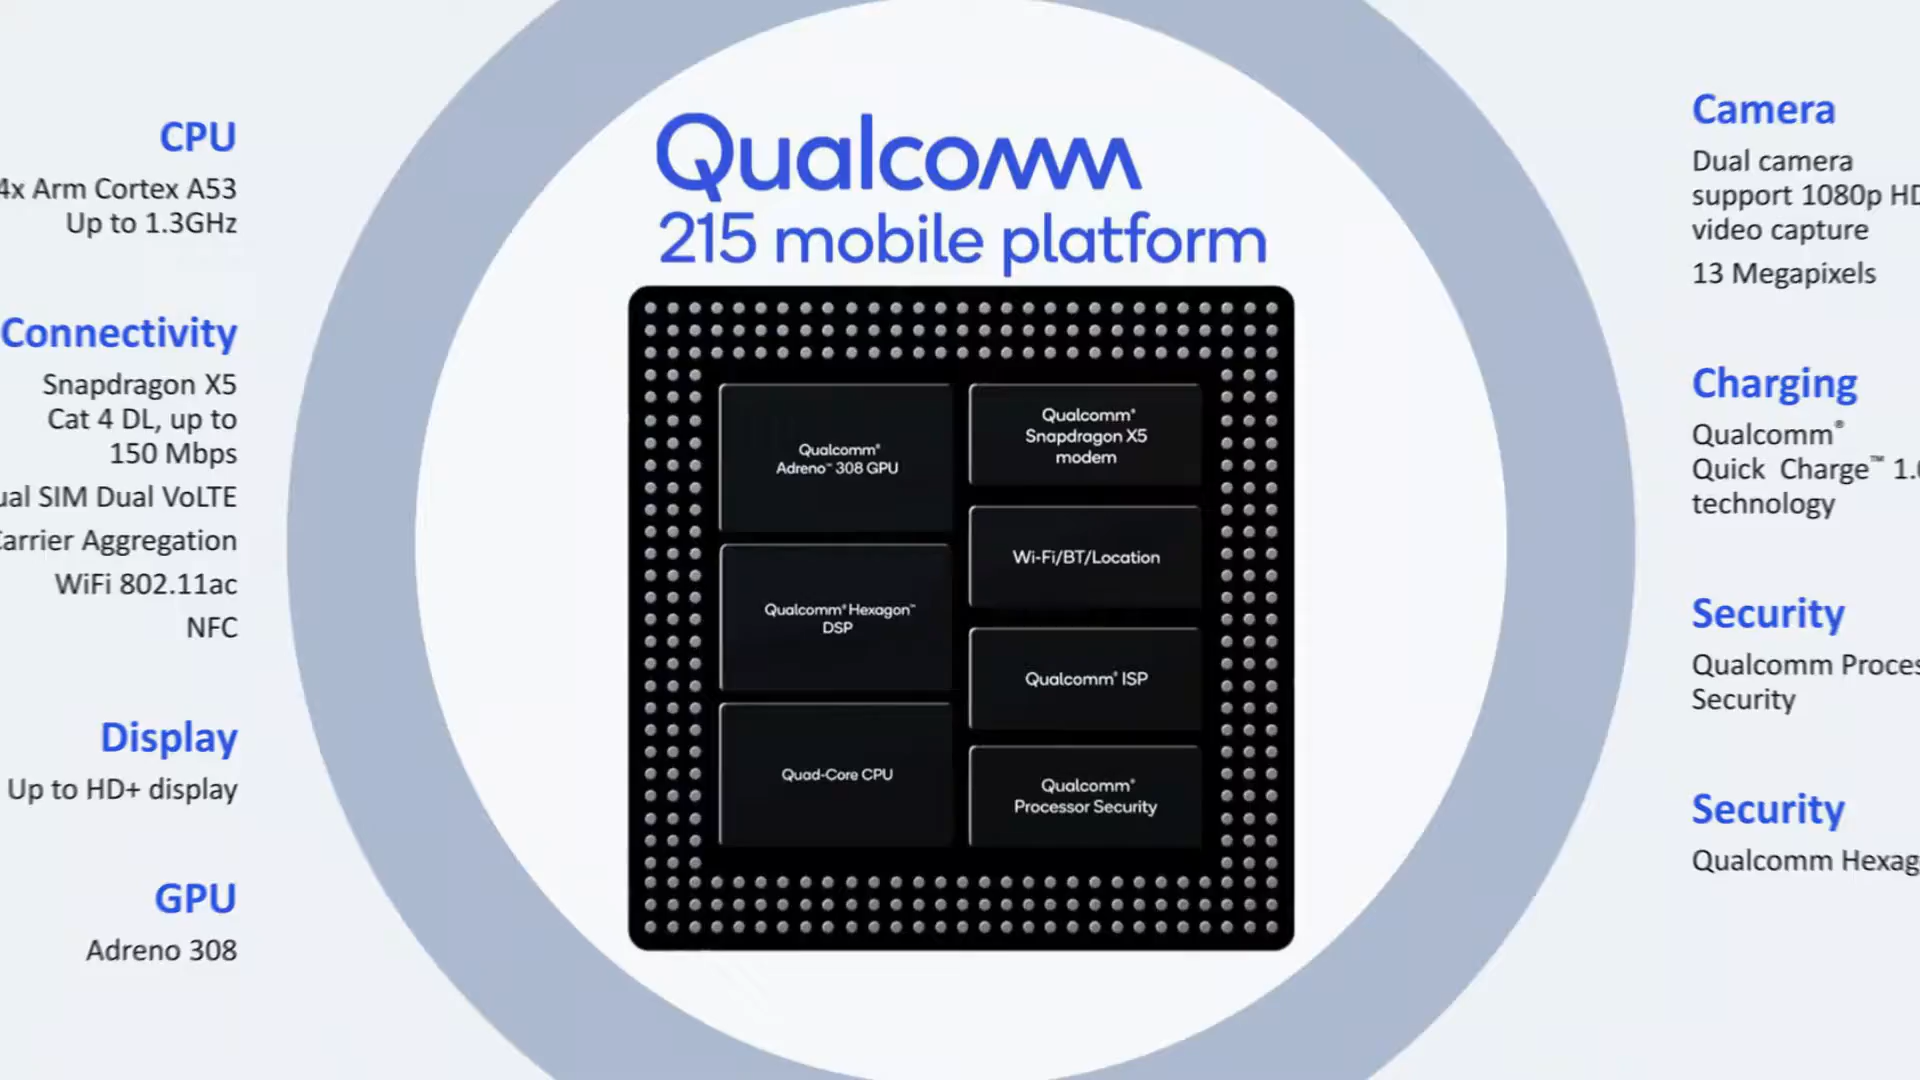 CPU
4x Arm Cortex A53
Up to 1.3GHz
Connectivity
Snapdragon X5
Cat 4 DL, up to
150 Mbps
SIM Dual VoLTE
Aggregation
WiFi 802.11ac
NFC
Display
Up to HD+ display
GPU
Adreno 308
Qualcomm
215 mobile platform
Qualcomm®
Adreno™ 308 GPU
Qualcomm® Hexagon™
DSP
Quad-Core CPU
Qualcomm®
Snapdragon X5
modem
Wi-Fi/BT/Location
Qualcomm® ISP
Qualcomm®
Processor Security
Camera
Dual camera
support 1080p HD
video capture
13 Megapixels
Charging
Qualcomm®
Quick Charge™
technology
Security
Qualcomm
Security
Security
Qualcomm